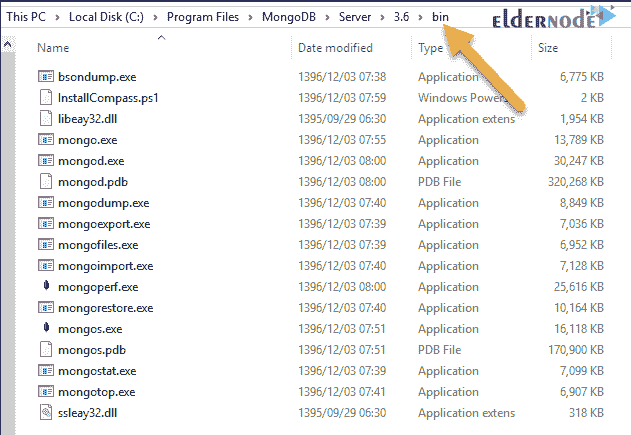 This PC > Local Disk (C:) > Program Files > MongoDB > Server > 3.6 > bin
ELDERNODE
Name Date modified Type Size
bsondump.exe 1396/12/03 07:38 Application 6,775 KB
InstallCompass.ps1 1396/12/03 07:59 Windows Power 2 KB
libeay32.dll 1395/09/29 06:30 Application extens 1,954 KB
mongo.exe 1396/12/03 07:55 Application 13,789 KB
mongod.exe 1396/12/03 08:00 Application 30,247 KB
mongod.pdb 1396/12/03 08:00 PDB File 320,268 KB
mongodump.exe 1396/12/03 07:40 Application 8,849 KB
mongoexport.exe 1396/12/03 07:39 Application 7,036 KB
mongofiles.exe 1396/12/03 07:39 Application 6,952 KB
mongoimport.exe 1396/12/03 07:40 Application 7,128 KB
mongoperf.exe 1396/12/03 08:00 Application 25,616 KB
mongorestore.exe 1396/12/03 07:40 Application 10,164 KB
mongos.exe 1396/12/03 07:51 Application 16,118 KB
mongos.pdb 1396/12/03 07:51 PDB File 170,900 KB
mongostat.exe 1396/12/03 07:39 Application 7,099 KB
mongotop.exe 1396/12/03 07:41 Application 6,907 KB
ssleay32.dll 1395/09/29 06:30 Application extens 318 KB